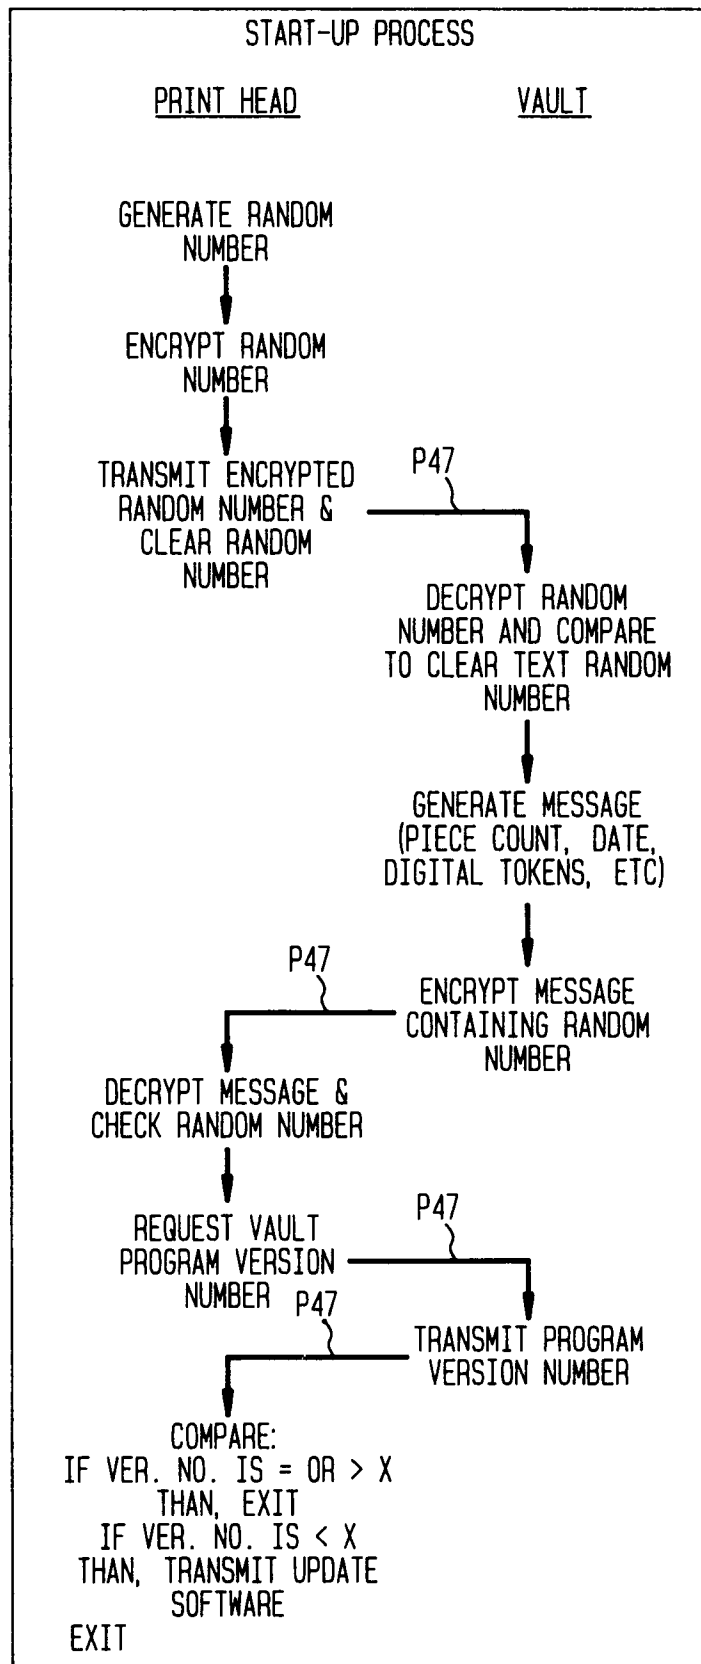 START-UP PROCESS
PRINT HEAD
VAULT
GENERATE RANDOM
NUMBER
ENCRYPT RANDOM
NUMBER
TRANSMIT ENCRYPTED
RANDOM NUMBER &
CLEAR RANDOM
NUMBER
P47
DECRYPT RANDOM
NUMBER AND COMPARE
TO CLEAR TEXT RANDOM
NUMBER
GENERATE MESSAGE
(PIECE COUNT, DATE,
DIGITAL TOKENS, ETC)
ENCRYPT MESSAGE
CONTAINING RANDOM
NUMBER
P47
DECRYPT MESSAGE &
CHECK RANDOM NUMBER
REQUEST VAULT
PROGRAM VERSION
NUMBER
P47
TRANSMIT PROGRAM
VERSION NUMBER
P47
COMPARE:
IF VER. NO. IS = OR > X
THAN, EXIT
IF VER. NO. IS < X
THAN, TRANSMIT UPDATE
SOFTWARE
EXIT